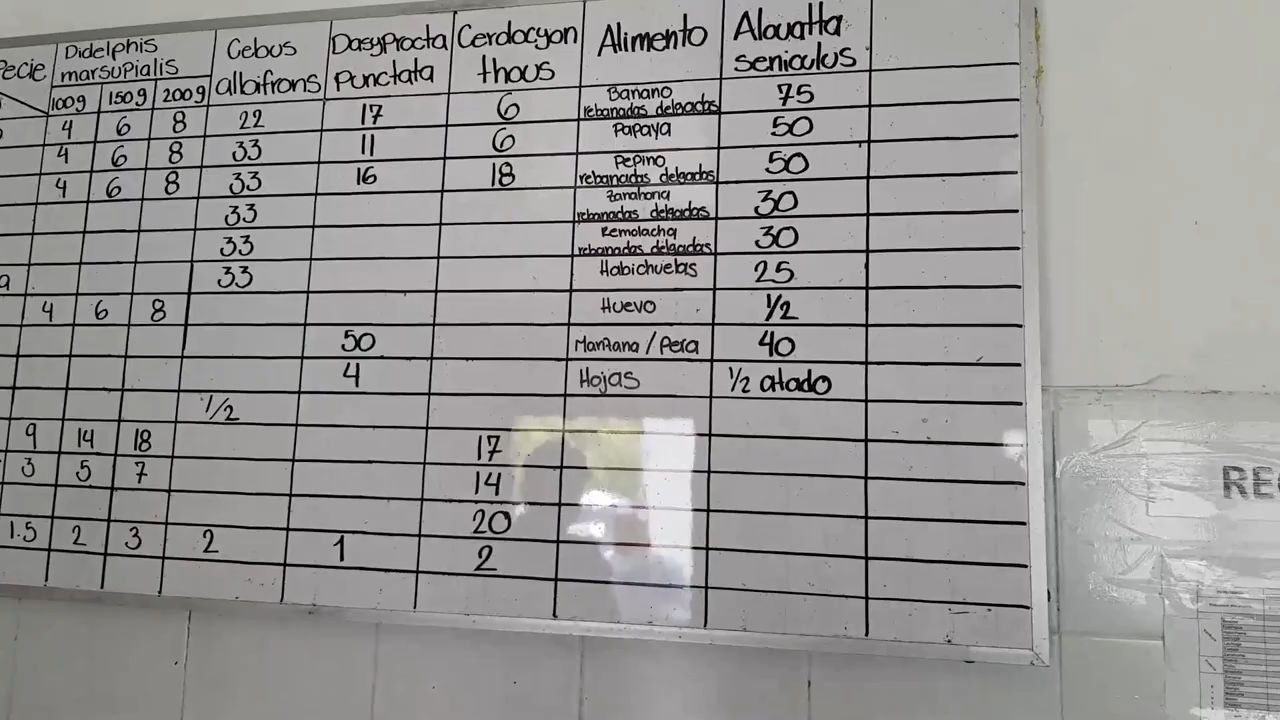 pecie Didelphis marsupialis Cebus albifrons Dasyprocta Punctata Cerdocyon thous Alimento Alouatta seniculus
100g 150g 200g
4 6 8 22 17 6 Banano rebanadas delgadas 75
4 6 8 33 11 6 Papaya 50
4 6 8 33 16 18 Pepino rebanadas delgadas 50
33 Zanahoria rebanadas delgadas 30
33 Remolacha rebanadas delgadas 30
a 33 Habichuelas 25
4 6 8 Huevo 1/2
50 Manzana / Pera 40
4 Hojas 1/2 atado
1/2
9 14 18 17
3 5 7 14
20
1.5 2 3 2 1 2
RE